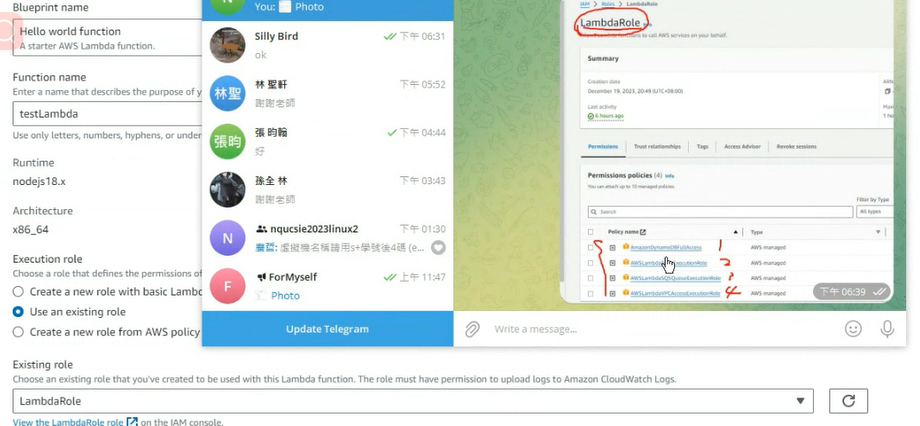 Blueprint name
Hello world function
A starter AWS Lambda function.
Function name
Enter a name that describes the purpose of y
testLambda
Use only letters, numbers, hyphens, or under
Runtime
nodejs18.x
Architecture
x86_64
Execution role
Choose a role that defines the permissions of
Create a new role with basic Lambd
Use an existing role
Create a new role from AWS policy
Existing role
Choose an existing role that you've created to be used with this Lambda function. The role must have permission to upload logs to Amazon CloudWatch Logs.
LambdaRole
View the LambdaRole role on the IAM console.
You: Photo
Silly Bird 下午 06:31
ok
林聖 林 聖軒 下午 05:52
謝謝老師
張昀 張 昀翰 下午 04:44
好
孫全 林 下午 03:43
謝謝老師
N nqucsie2023linux2 下午 01:30
虛擬機名稱請用s+學號後4碼 (e...
F ForMyself 上午 11:47
Photo
Update Telegram
IAM > Roles > LambdaRole
LambdaRole
to call AWS services on your behalf.
Summary
Creation date
December 19, 2023, 20:49 (UTC+08:00)
Last activity
6 hours ago
Permissions Trust relationships Tags Access Advisor Revoke sessions
Permissions policies (4) Info
You can attach up to 10 managed policies.
Filter by Type
Search All types
Policy name Type
AmazonDynamoDBFullAccess 1 AWS managed
2 AWS managed
AWSLambdaSQSQueueExecutionRole 3 AWS managed
AWSLambdaVPCAccessExecutionRole 4
下午 06:39
Write a message...